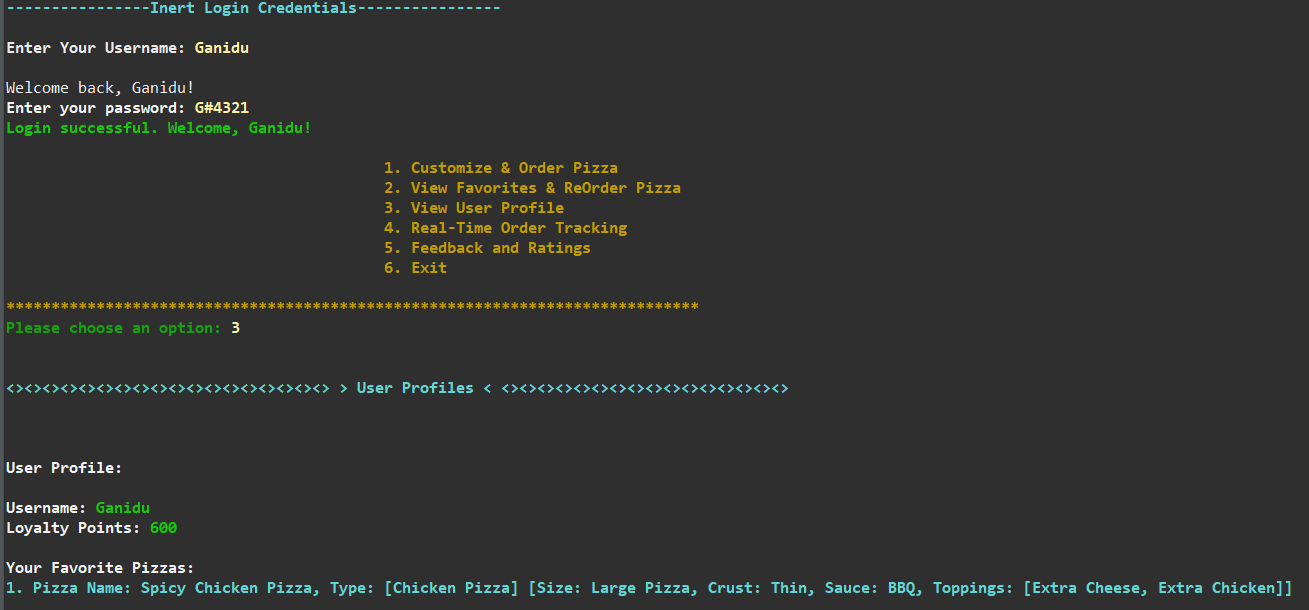 ----------------Inert Login Credentials----------------
Enter Your Username: Ganidu
Welcome back, Ganidu!
Enter your password: G#4321
Login successful. Welcome, Ganidu!
1. Customize & Order Pizza
2. View Favorites & ReOrder Pizza
3. View User Profile
4. Real-Time Order Tracking
5. Feedback and Ratings
6. Exit
*****************************************************************************
Please choose an option: 3
<><><><><><><><><><><><><><><><><><> > User Profiles < <><><><><><><><><><><><><><><><>
User Profile:
Username: Ganidu
Loyalty Points: 600
Your Favorite Pizzas:
1. Pizza Name: Spicy Chicken Pizza, Type: [Chicken Pizza] [Size: Large Pizza, Crust: Thin, Sauce: BBQ, Toppings: [Extra Cheese, Extra Chicken]]